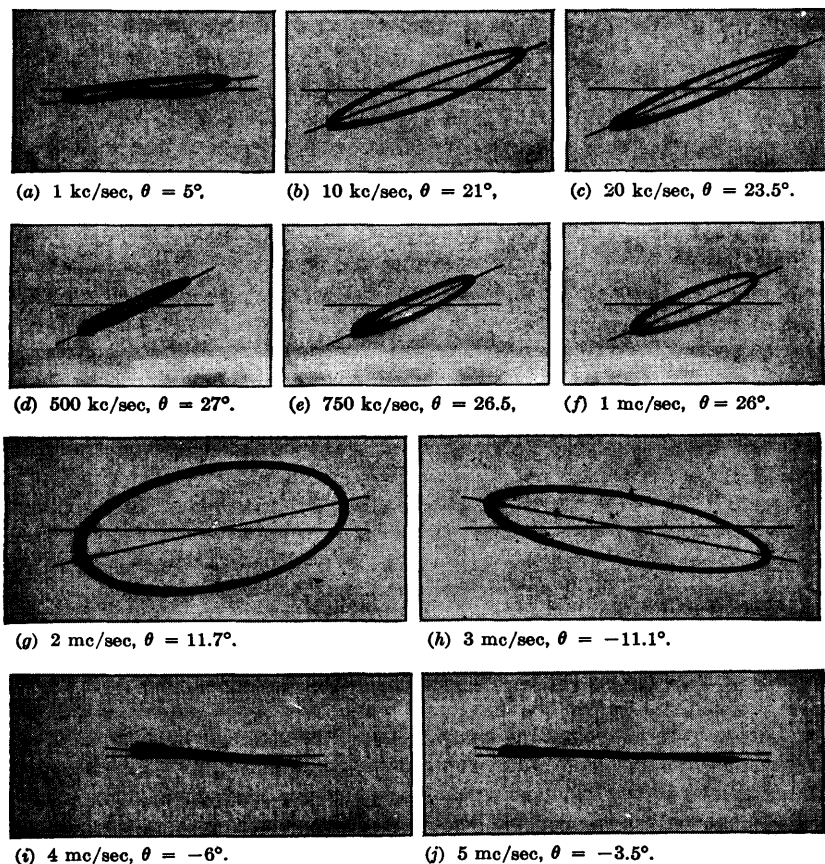 (a) 1 kc/sec, θ = 5°,
(b) 10 kc/sec, θ = 21°,
(c) 20 kc/sec, θ = 23.5°.
(d) 500 kc/sec, θ = 27°.
(e) 750 kc/sec, θ = 26.5,
(f) 1 mc/sec, θ = 26°.
(g) 2 mc/sec, θ = 11.7°.
(h) 3 mc/sec, θ = −11.1°.
(i) 4 mc/sec, θ = −6°.
(j) 5 mc/sec, θ = −3.5°.